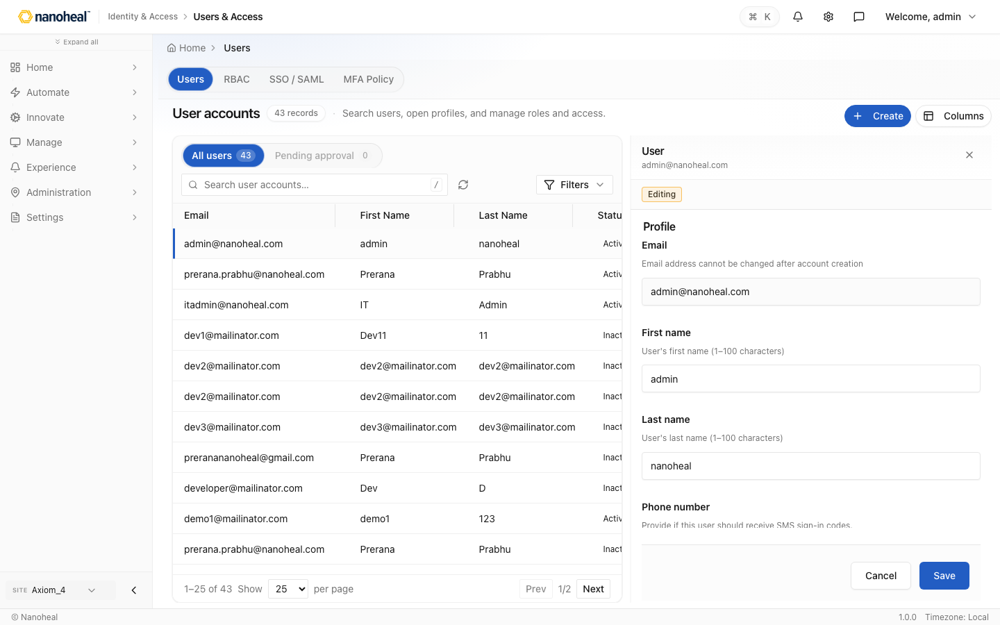 nanoheal™
Identity & Access > Users & Access
⌘ K
Welcome, admin
Expand all
Home
Automate
Innovate
Manage
Experience
Administration
Settings
SITE Axiom_4
Home > Users
Users RBAC SSO / SAML MFA Policy
User accounts 43 records · Search users, open profiles, and manage roles and access.
+ Create
Columns
All users 43 Pending approval 0
Search user accounts... /
Filters
Email First Name Last Name Statu
admin@nanoheal.com admin nanoheal Activ
prerana.prabhu@nanoheal.com Prerana Prabhu Activ
itadmin@nanoheal.com IT Admin Activ
dev1@mailinator.com Dev11 11 Inact
dev2@mailinator.com dev2@mailinator.com dev2@mailinator.com Inact
dev2@mailinator.com dev2@mailinator.com dev2@mailinator.com Inact
dev3@mailinator.com dev3@mailinator.com dev3@mailinator.com Inact
preranananoheal@gmail.com Prerana Prabhu Inact
developer@mailinator.com Dev D Inact
demo1@mailinator.com demo1 123 Activ
prerana.prabhu@nanoheal.com Prerana Prabhu Inact
1–25 of 43 Show 25 per page Prev 1/2 Next
User
admin@nanoheal.com
Editing
Profile
Email
Email address cannot be changed after account creation
admin@nanoheal.com
First name
User's first name (1–100 characters)
admin
Last name
User's last name (1–100 characters)
nanoheal
Phone number
Provide if this user should receive SMS sign-in codes.
Cancel Save
© Nanoheal
1.0.0 Timezone: Local